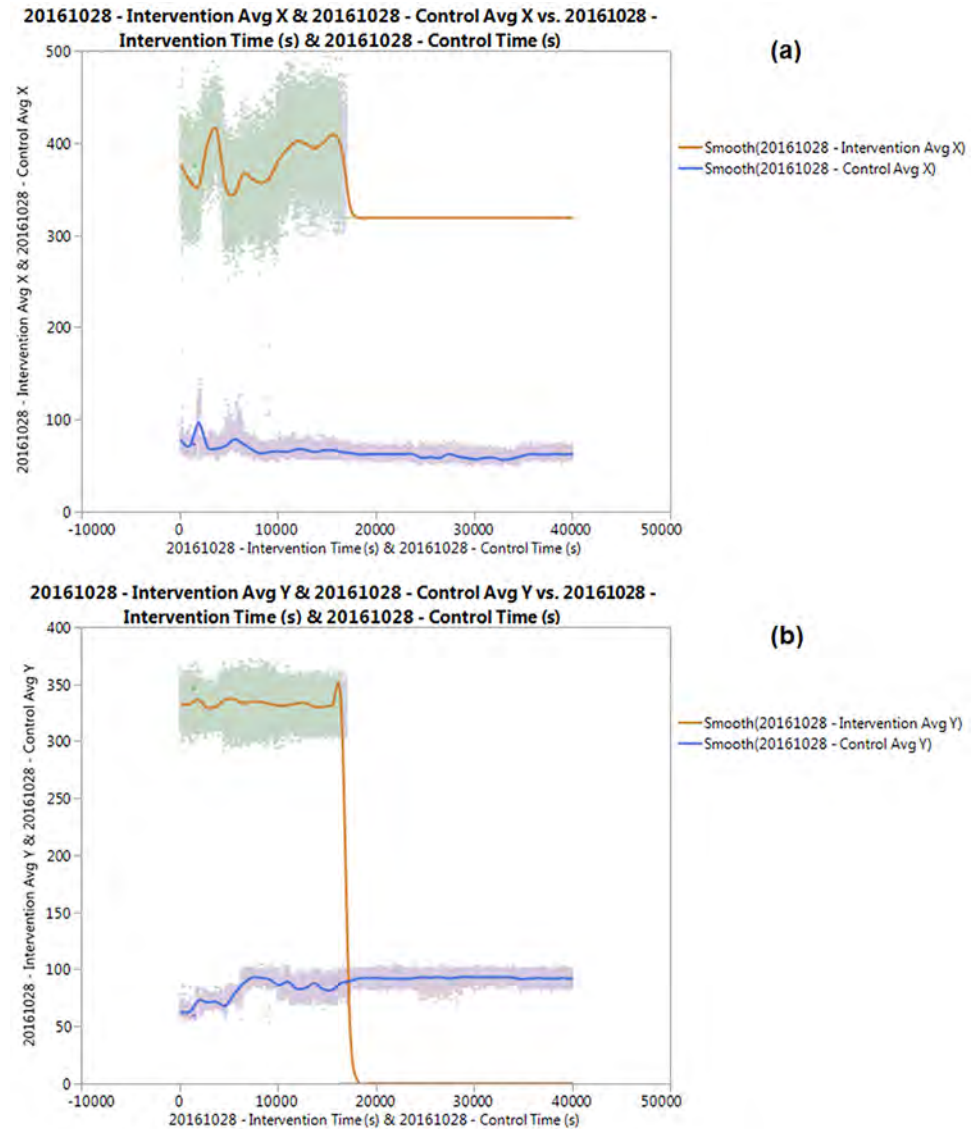 20161028 - Intervention Avg X & 20161028 - Control Avg X vs. 20161028 -
Intervention Time (s) & 20161028 - Control Time (s)
(a)
500
400
300
200
100
0
20161028 - Intervention Avg X & 20161028 - Control Avg X
Smooth(20161028 - Intervention Avg X)
Smooth(20161028 - Control Avg X)
-10000 0 10000 20000 30000 40000 50000
20161028 - Intervention Time (s) & 20161028 - Control Time (s)
20161028 - Intervention Avg Y & 20161028 - Control Avg Y vs. 20161028 -
Intervention Time (s) & 20161028 - Control Time (s)
(b)
400
350
300
250
200
150
100
50
0
20161028 - Intervention Avg Y & 20161028 - Control Avg Y
Smooth(20161028 - Intervention Avg Y)
Smooth(20161028 - Control Avg Y)
-10000 0 10000 20000 30000 40000 50000
20161028 - Intervention Time (s) & 20161028 - Control Time (s)